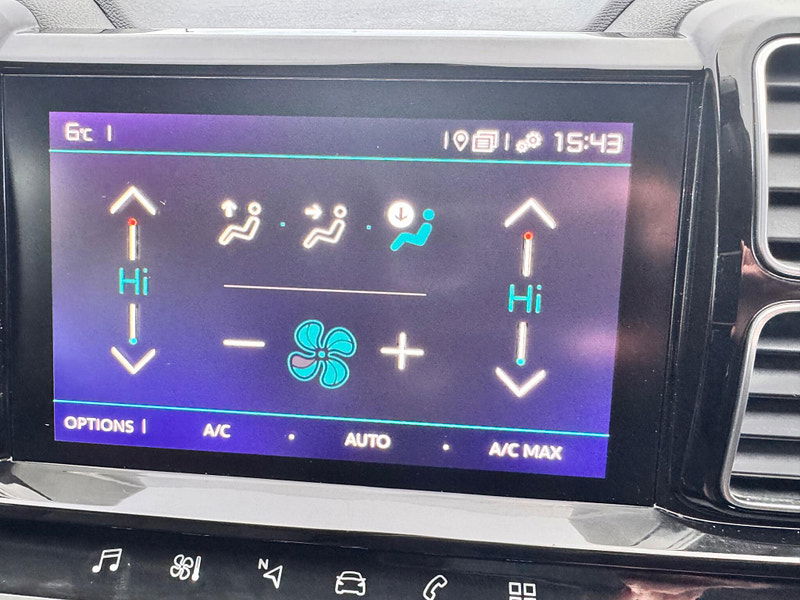 6°C
15:43
Hi
Hi
OPTIONS A/C AUTO A/C MAX
N